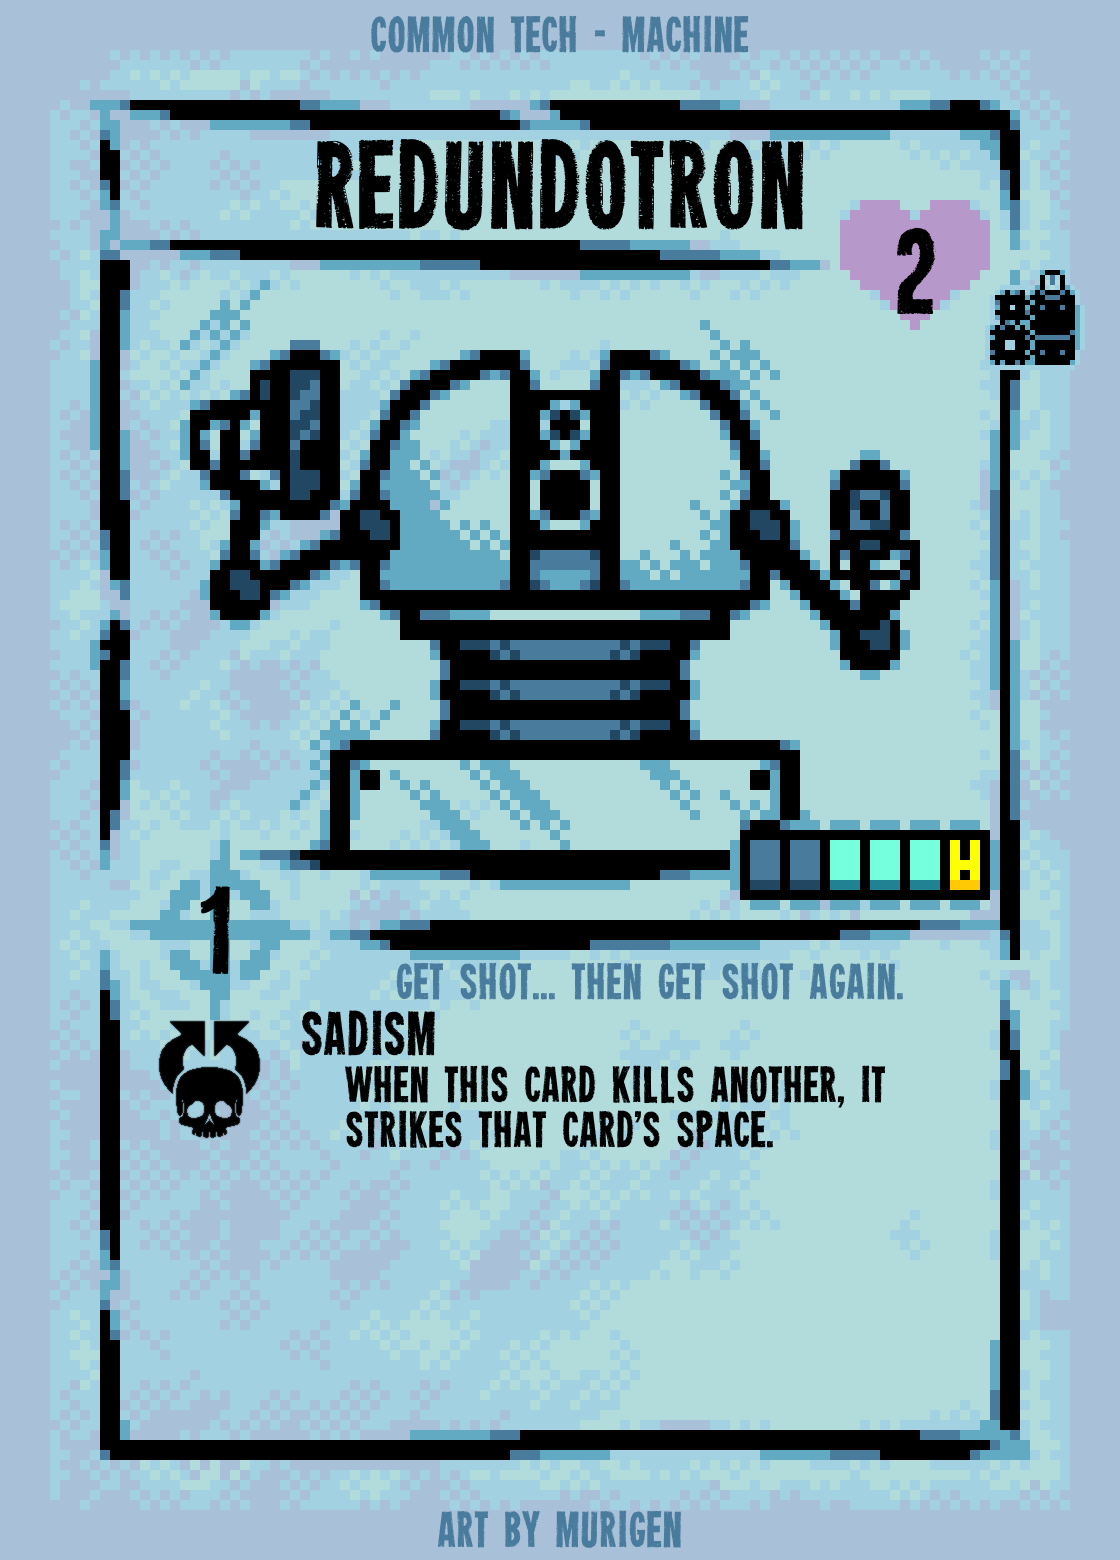 COMMON TECH - MACHINE
REDUNDOTRON
2
1
GET SHOT... THEN GET SHOT AGAIN.
SADISM
WHEN THIS CARD KILLS ANOTHER, IT
STRIKES THAT CARD'S SPACE.
ART BY MURIGEN